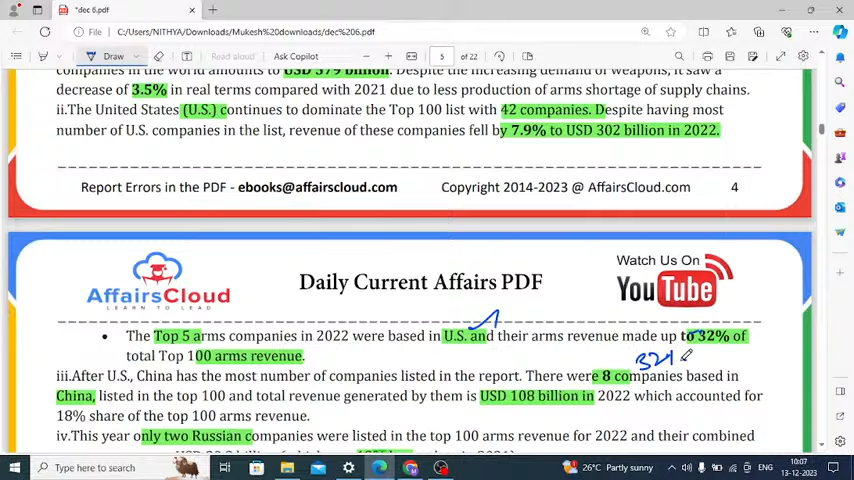 *dec 6.pdf
File
C:/Users/NITHYA/Downloads/Mukesh%20downloads/dec%206.pdf
Draw
Read aloud
Ask Copilot
5
of 22
companies in the world amounts to USD 579 billion. Despite the increasing demand of weapons, it saw a
decrease of 3.5% in real terms compared with 2021 due to less production of arms shortage of supply chains.
ii.The United States (U.S.) continues to dominate the Top 100 list with 42 companies. Despite having most
number of U.S. companies in the list, revenue of these companies fell by 7.9% to USD 302 billion in 2022.
Report Errors in the PDF - ebooks@affairscloud.com Copyright 2014-2023 @ AffairsCloud.com 4
AffairsCloud
LEARN TO LEAD
Daily Current Affairs PDF
Watch Us On
YouTube
• The Top 5 arms companies in 2022 were based in U.S. and their arms revenue made up to 32% of
total Top 100 arms revenue.
iii.After U.S., China has the most number of companies listed in the report. There were 8 companies based in
China, listed in the top 100 and total revenue generated by them is USD 108 billion in 2022 which accounted for
18% share of the top 100 arms revenue.
iv.This year only two Russian companies were listed in the top 100 arms revenue for 2022 and their combined
Type here to search
26°C Partly sunny
ENG
10:07
13-12-2023